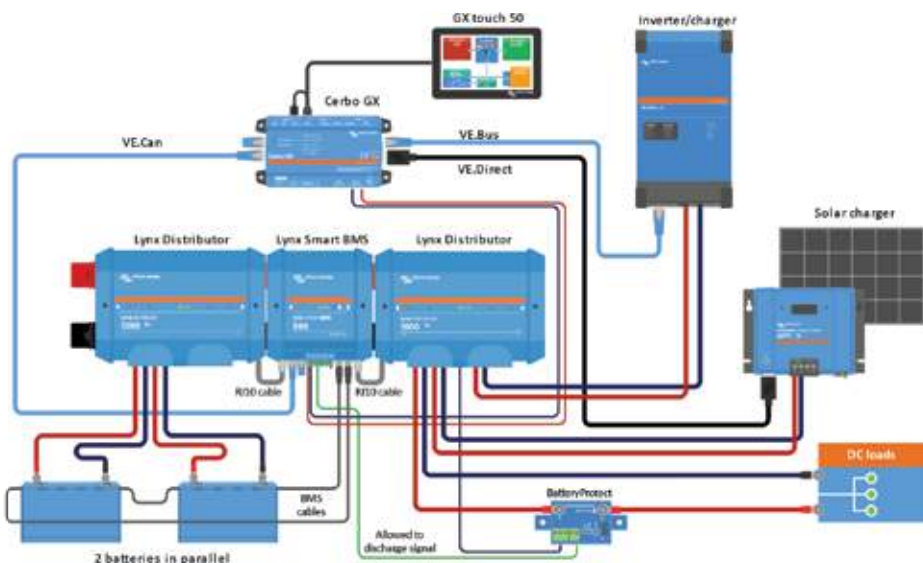 GX touch 50
Inverter/charger
Cerbo GX
VE.Can
VE.Bus
VE.Direct
Solar charger
Lynx Distributor
Lynx Smart BMS
Lynx Distributor
RJ10 cable
RJ10 cable
DC loads
BMS
cables
BatteryProtect
Allowed to
discharge signal
2 batteries in parallel